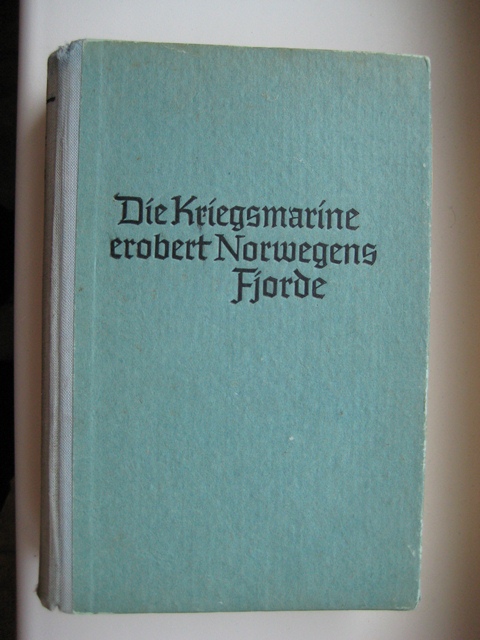 Die Kriegsmarine
erobert Norwegens
Fjorde